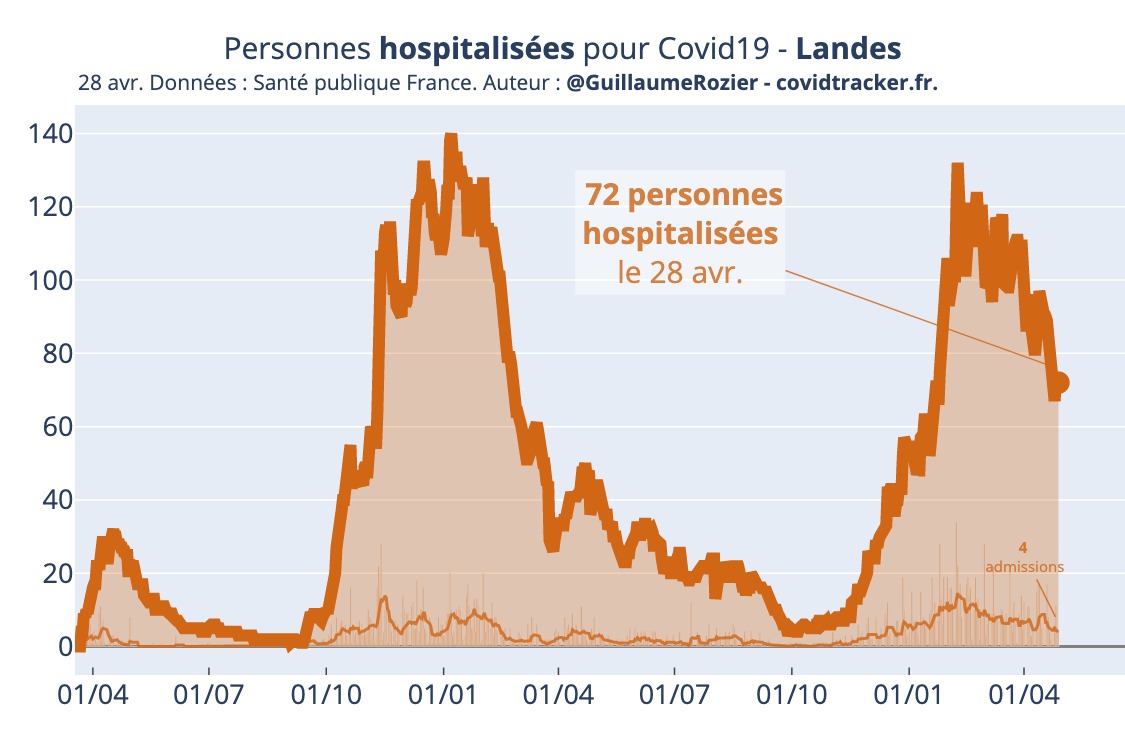 Personnes hospitalisées pour Covid19 - Landes
28 avr. Données : Santé publique France. Auteur : @GuillaumeRozier - covidtracker.fr.
140
120
100
80
60
40
20
0
72 personnes
hospitalisées
le 28 avr.
4
admissions
01/04 01/07 01/10 01/01 01/04 01/07 01/10 01/01 01/04